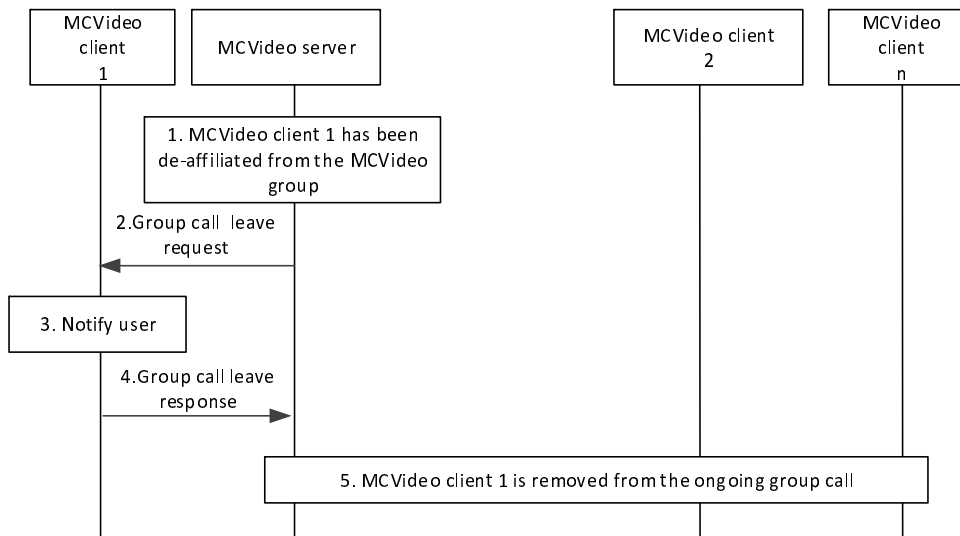 MCVideo
client
1
MCVideo server
MCVideo client
2
MCVideo
client
n
1. MCVideo client 1 has been
de-affiliated from the MCVideo
group
2.Group call leave
request
3. Notify user
4.Group call leave
response
5. MCVideo client 1 is removed from the ongoing group call